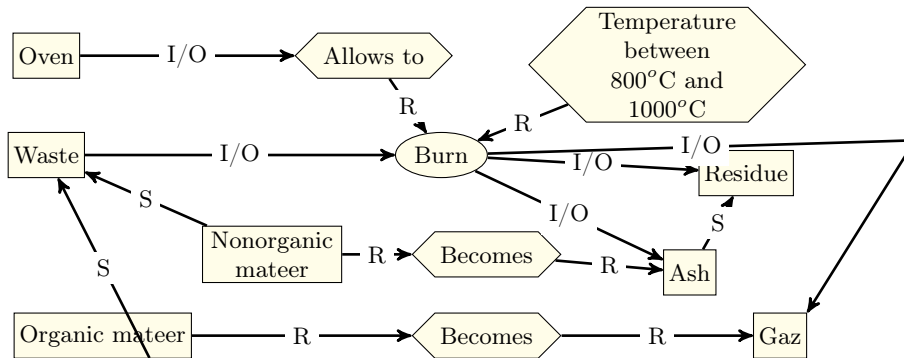 Temperature
between
800°C and
1000°C
Oven
I/O
Allows to
R
R
Waste
I/O
Burn
I/O
I/O
Residue
S
I/O
S
Nonorganic
mateer
R
Becomes
R
Ash
S
Organic mateer
R
Becomes
R
Gaz